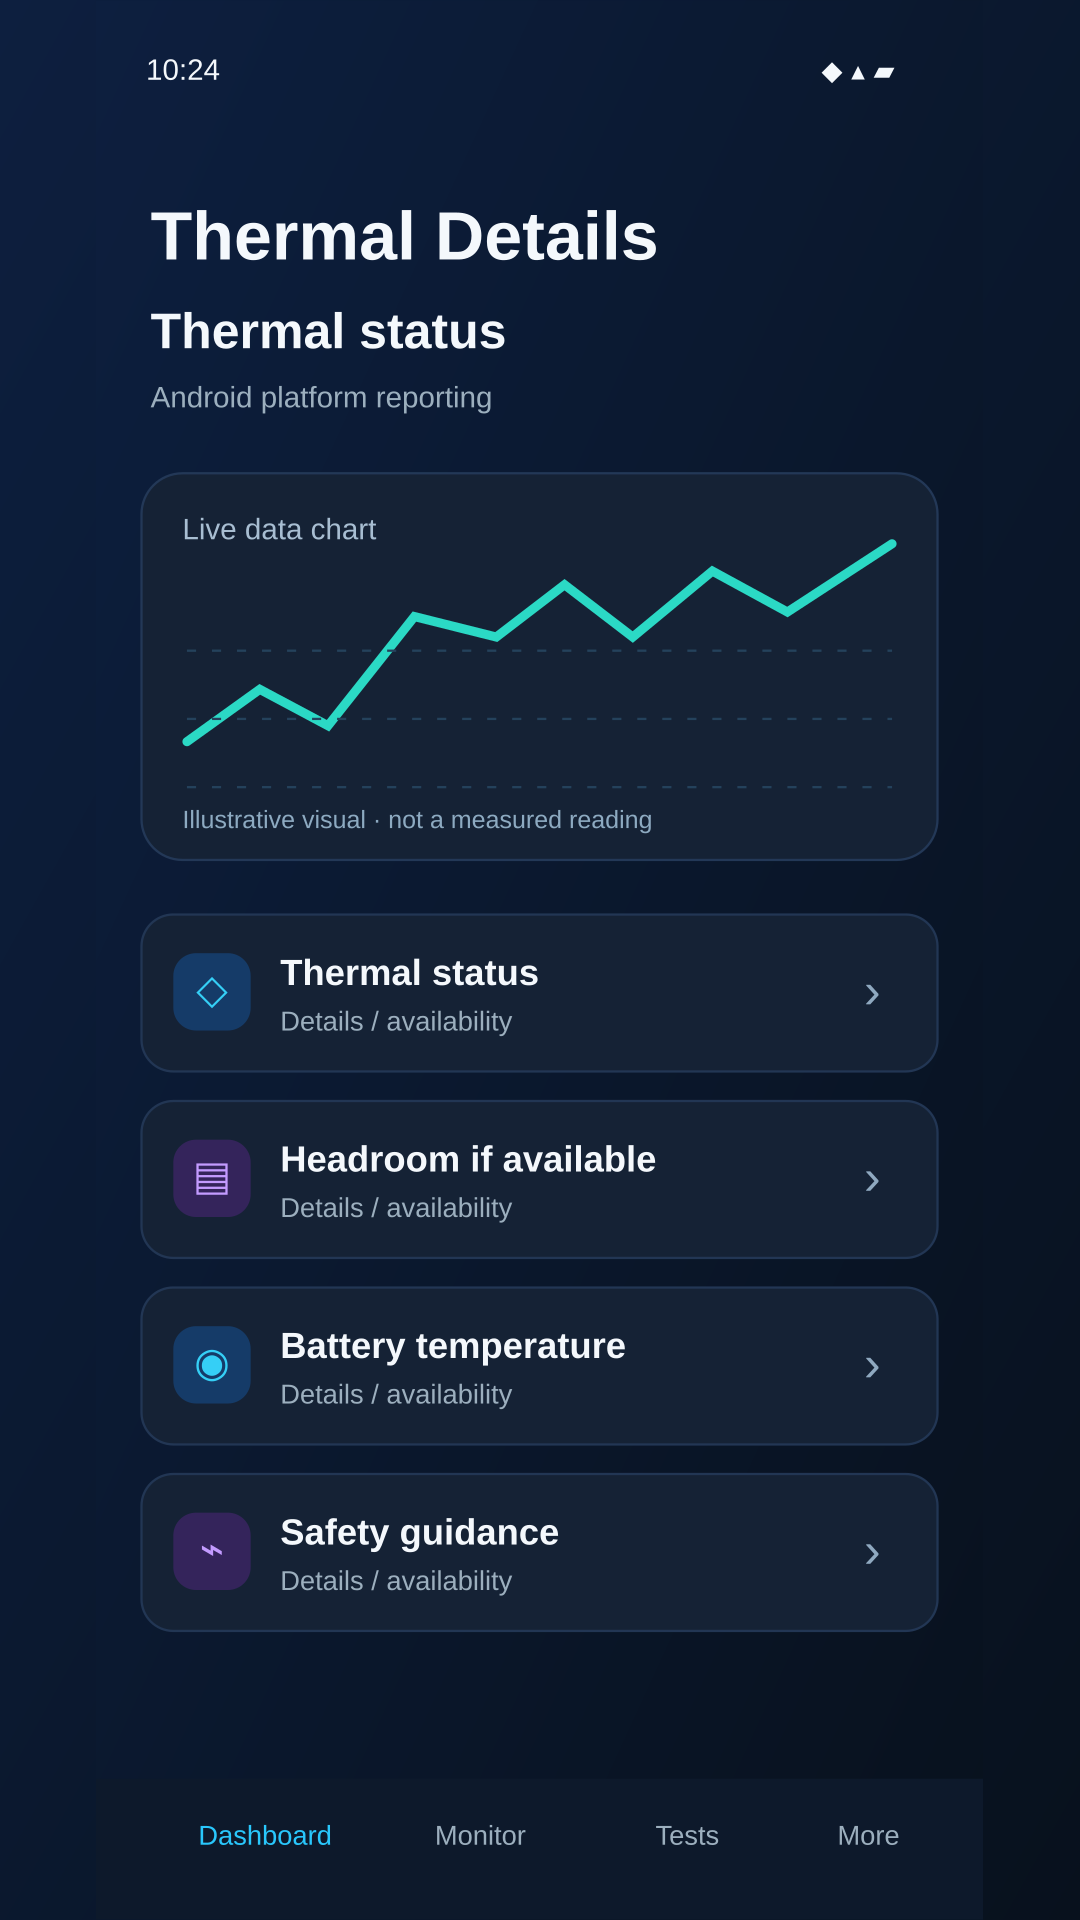 10:24
Thermal Details
Thermal status
Android platform reporting
Live data chart
Illustrative visual · not a measured reading
Thermal status
Details / availability
Headroom if available
Details / availability
Battery temperature
Details / availability
Safety guidance
Details / availability
Dashboard Monitor Tests More